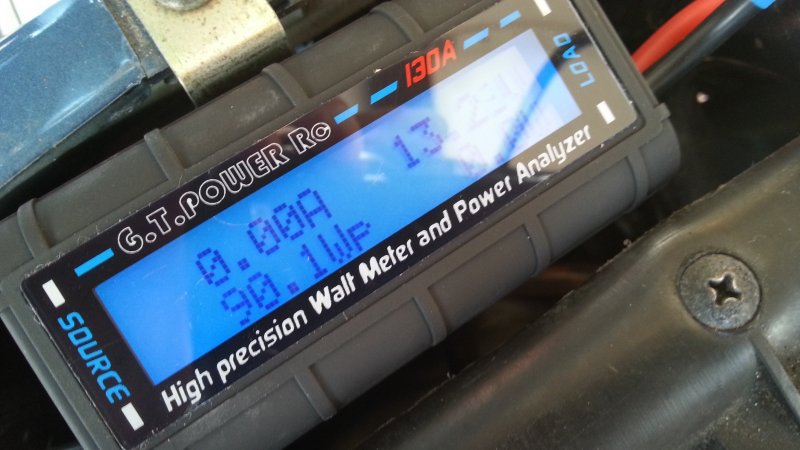 G.T.POWER RC 130A
LOAD
0.00A
90.1Wp
SOURCE
High precision Watt Meter and Power Analyzer